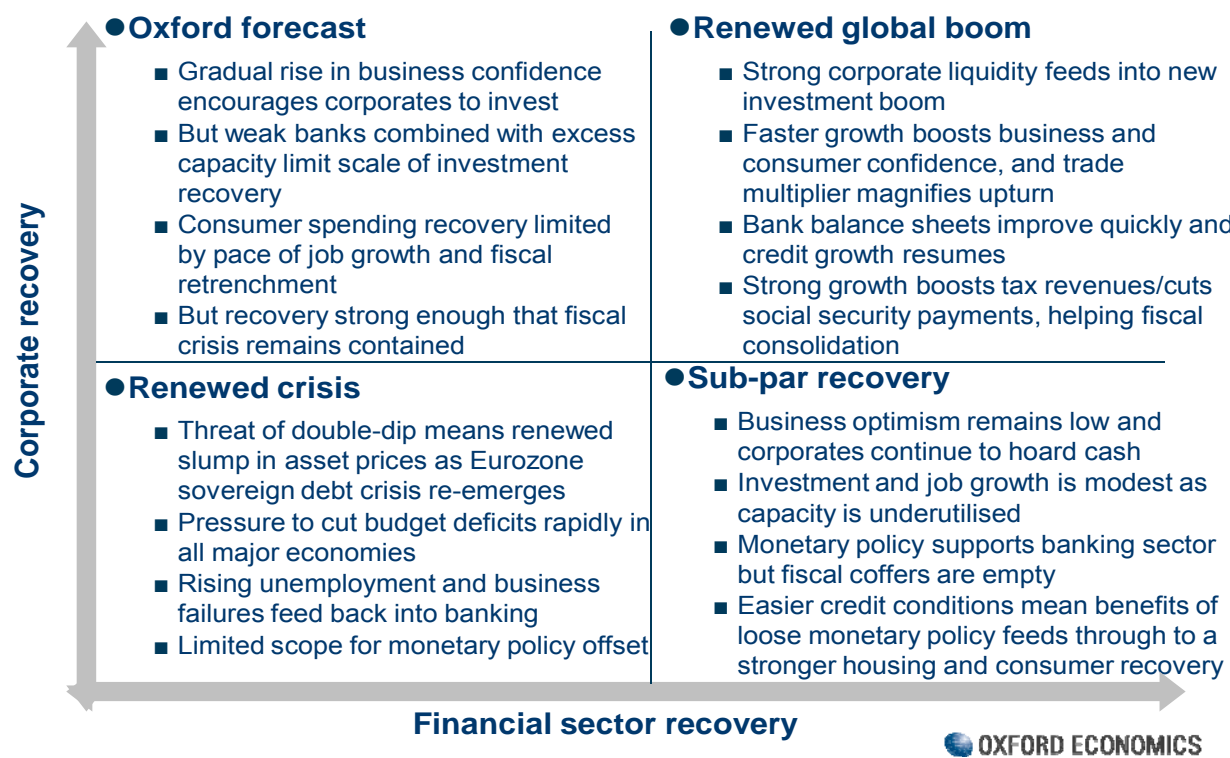 ●Oxford forecast
■ Gradual rise in business confidence
encourages corporates to invest
■ But weak banks combined with excess
capacity limit scale of investment
recovery
■ Consumer spending recovery limited
by pace of job growth and fiscal
retrenchment
■ But recovery strong enough that fiscal
crisis remains contained
●Renewed global boom
■ Strong corporate liquidity feeds into new
investment boom
■ Faster growth boosts business and
consumer confidence, and trade
multiplier magnifies upturn
■ Bank balance sheets improve quickly and
credit growth resumes
■ Strong growth boosts tax revenues/cuts
social security payments, helping fiscal
consolidation
Corporate recovery
●Renewed crisis
■ Threat of double-dip means renewed
slump in asset prices as Eurozone
sovereign debt crisis re-emerges
■ Pressure to cut budget deficits rapidly in
all major economies
■ Rising unemployment and business
failures feed back into banking
■ Limited scope for monetary policy offset
●Sub-par recovery
■ Business optimism remains low and
corporates continue to hoard cash
■ Investment and job growth is modest as
capacity is underutilised
■ Monetary policy supports banking sector
but fiscal coffers are empty
■ Easier credit conditions mean benefits of
loose monetary policy feeds through to a
stronger housing and consumer recovery
Financial sector recovery
OXFORD ECONOMICS